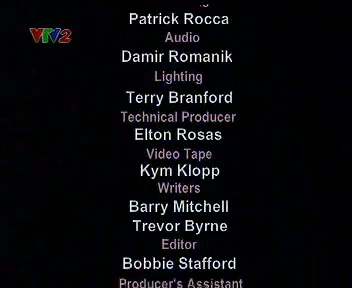 Patrick Rocca
VTV2
Audio
Damir Romanik
Lighting
Terry Branford
Technical Producer
Elton Rosas
Video Tape
Kym Klopp
Writers
Barry Mitchell
Trevor Byrne
Editor
Bobbie Stafford
Producer's Assistant